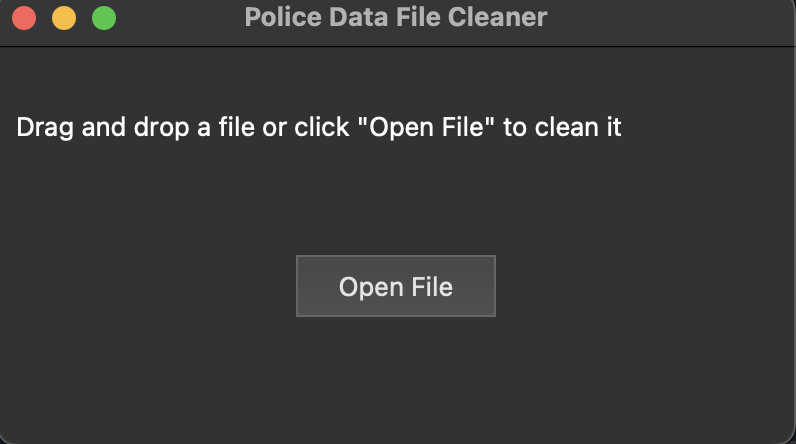 Police Data File Cleaner
Drag and drop a file or click "Open File" to clean it
Open File